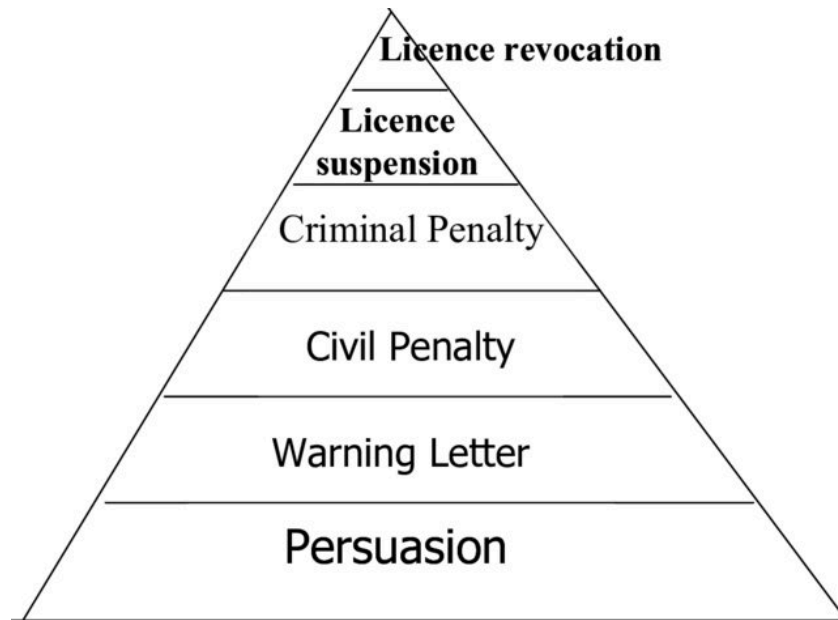 Licence revocation
Licence
suspension
Criminal Penalty
Civil Penalty
Warning Letter
Persuasion